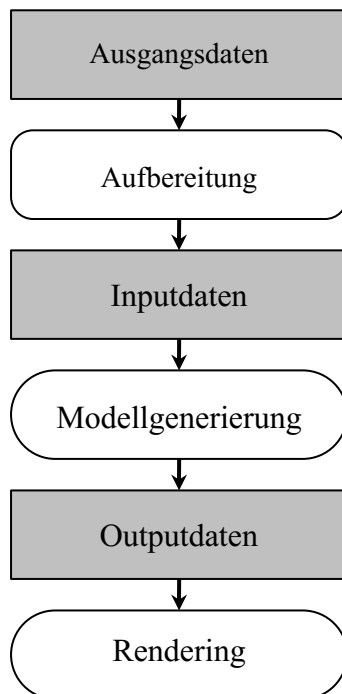 Ausgangsdaten
Aufbereitung
Inputdaten
Modellgenerierung
Outputdaten
Rendering